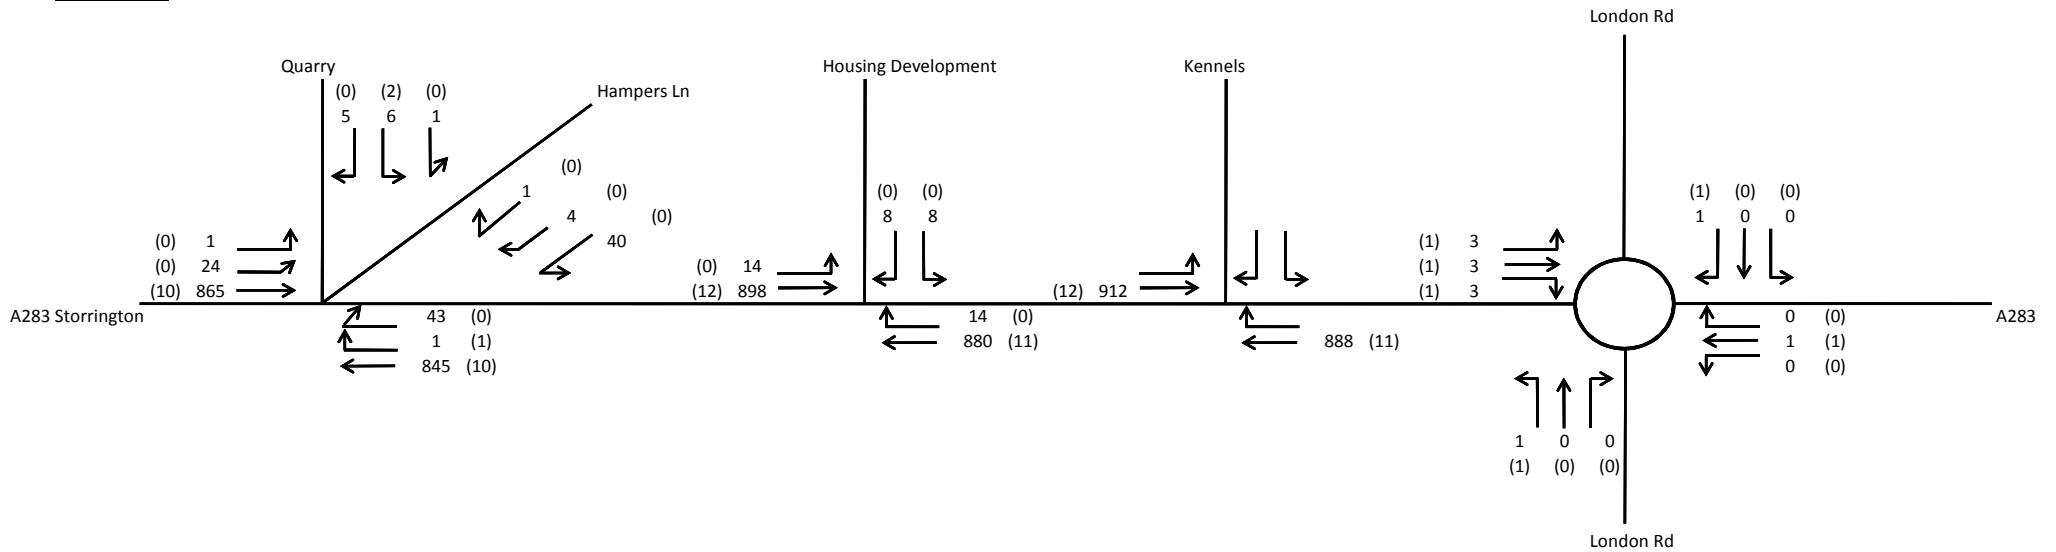 London Rd
Quarry
Housing Development
Kennels
Hampers Ln
(0) (2) (0)
5 6 1
(0)
1 (0)
4 (0)
40
(0) 1
(0) 24
(10) 865
A283 Storrington
43 (0)
1 (1)
845 (10)
(0) (0)
8 8
(0) 14
(12) 898
14 (0)
880 (11)
(12) 912
888 (11)
(1) 3
(1) 3
(1) 3
(1) (0) (0)
1 0 0
A283
0 (0)
1 (1)
0 (0)
1 0 0
(1) (0) (0)
London Rd